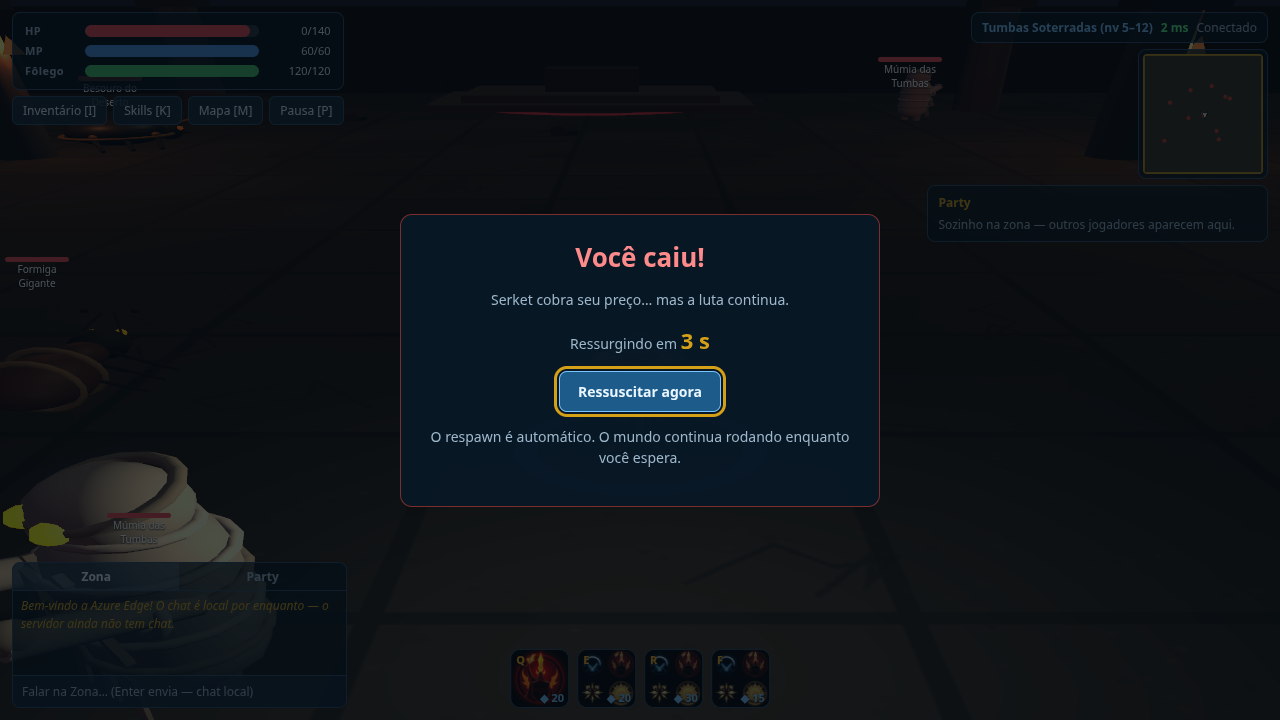 HP 0/140
MP 60/60
Fôlego 120/120
Inventário [I] Skills [K] Mapa [M] Pausa [P]
Tumbas Soterradas (nv 5–12) 2 ms Conectado
Múmia das
Tumbas
Party
Sozinho na zona — outros jogadores aparecem aqui.
Formiga
Gigante
Você caiu!
Serket cobra seu preço... mas a luta continua.
Ressurgindo em 3 s
Ressuscitar agora
O respawn é automático. O mundo continua rodando enquanto
você espera.
Múmia das
Tumbas
Zona Party
Bem-vindo a Azure Edge! O chat é local por enquanto — o
servidor ainda não tem chat.
Falar na Zona... (Enter envia — chat local)
Q 20
E 20
R 30
F 15